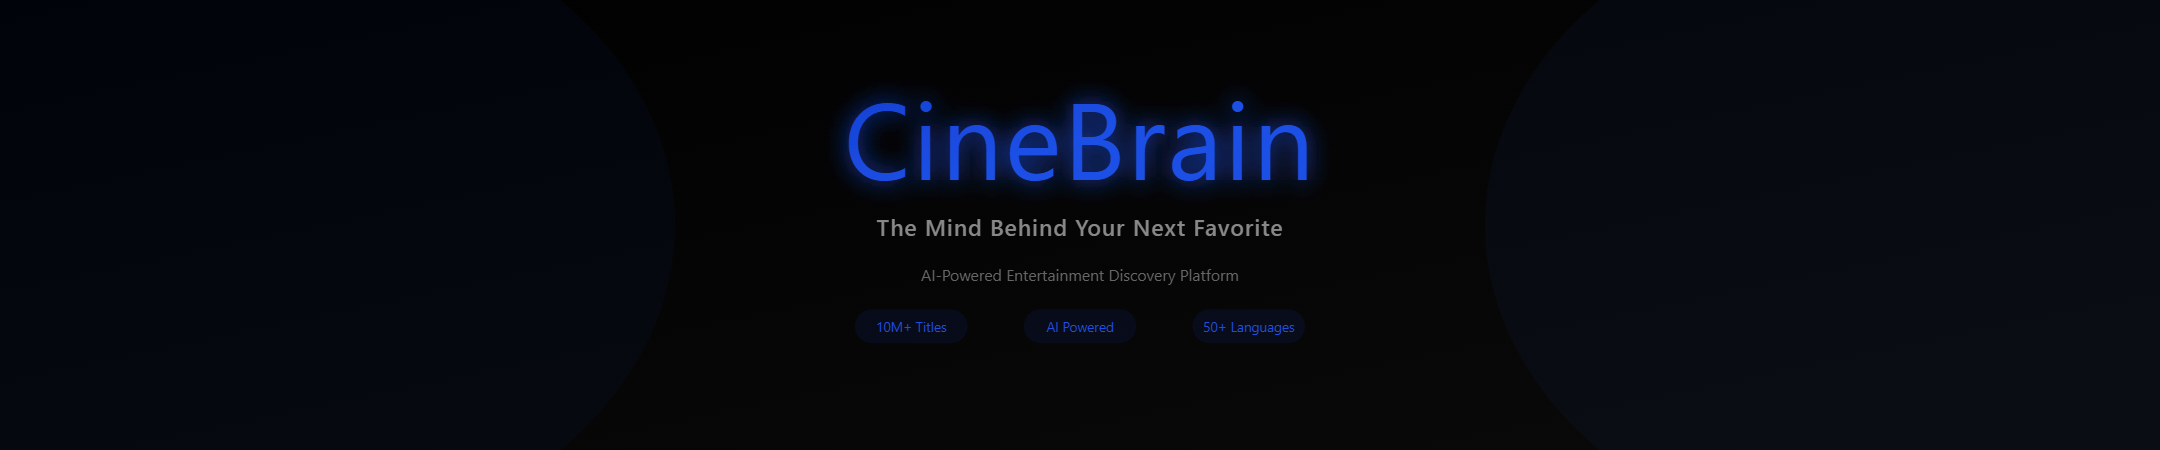 CineBrain
The Mind Behind Your Next Favorite
AI-Powered Entertainment Discovery Platform
10M+ Titles
AI Powered
50+ Languages